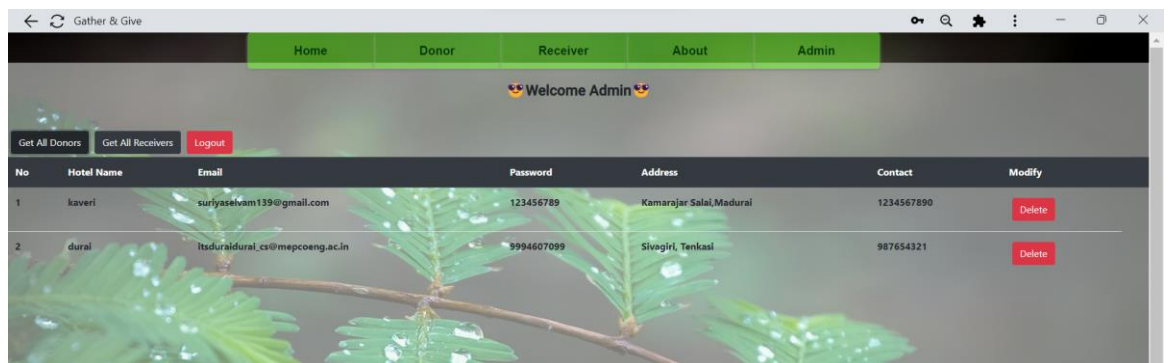 Gather & Give
Home Donor Receiver About Admin
😎Welcome Admin😎
Get All Donors Get All Receivers Logout
No Hotel Name Email Password Address Contact Modify
1 kaveri suriyaselvam139@gmail.com 123456789 Kamarajar Salai,Madurai 1234567890 Delete
2 durai itsduraidurai_cs@mepcoeng.ac.in 9994607099 Sivagiri, Tenkasi 987654321 Delete